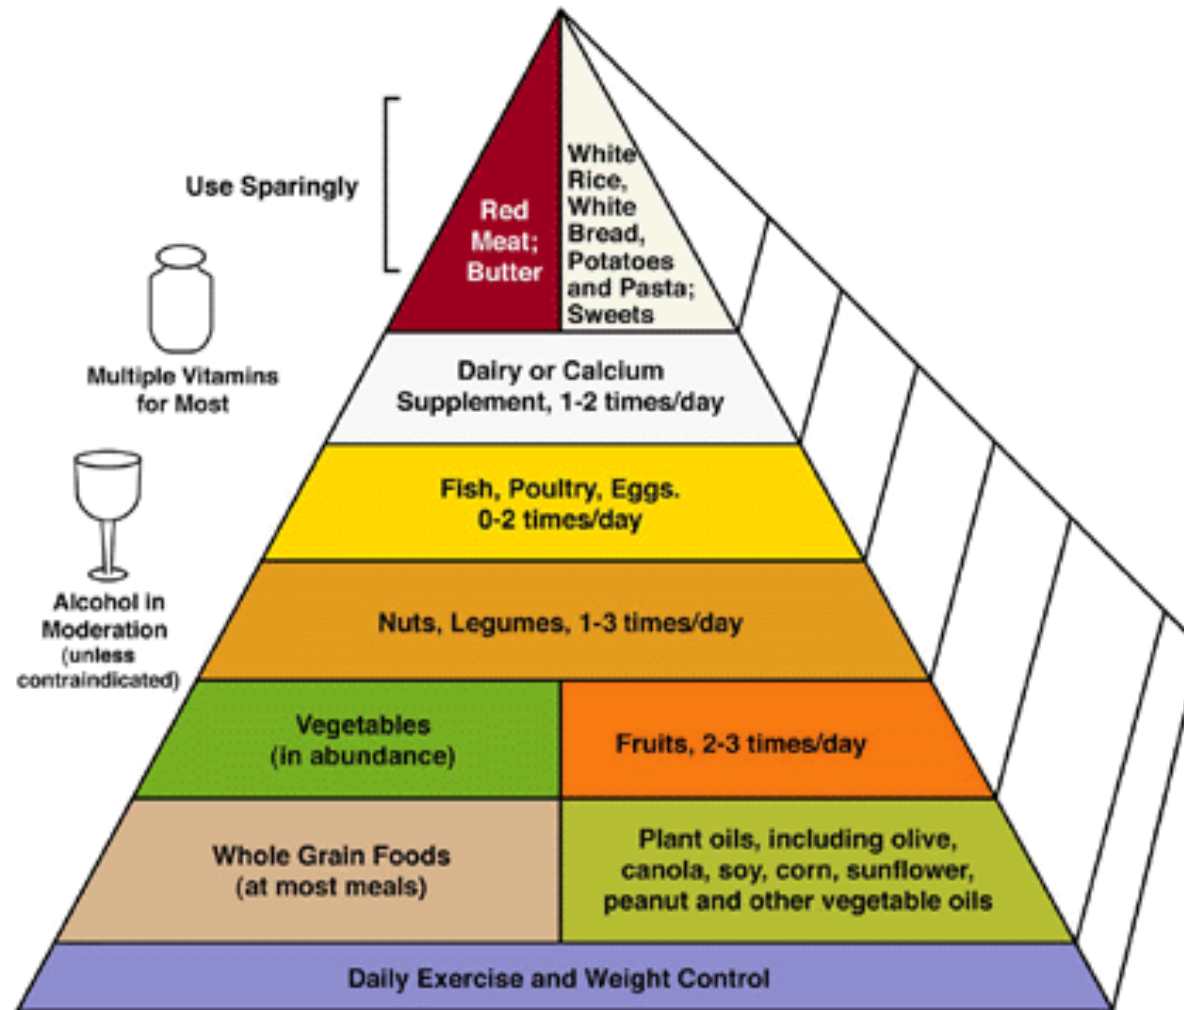 Use Sparingly
Red
Meat;
Butter
White
Rice,
White
Bread,
Potatoes
and Pasta;
Sweets
Multiple Vitamins
for Most
Dairy or Calcium
Supplement, 1-2 times/day
Fish, Poultry, Eggs.
0-2 times/day
Alcohol in
Moderation
(unless
contraindicated)
Nuts, Legumes, 1-3 times/day
Vegetables
(in abundance)
Fruits, 2-3 times/day
Whole Grain Foods
(at most meals)
Plant oils, including olive,
canola, soy, corn, sunflower,
peanut and other vegetable oils
Daily Exercise and Weight Control